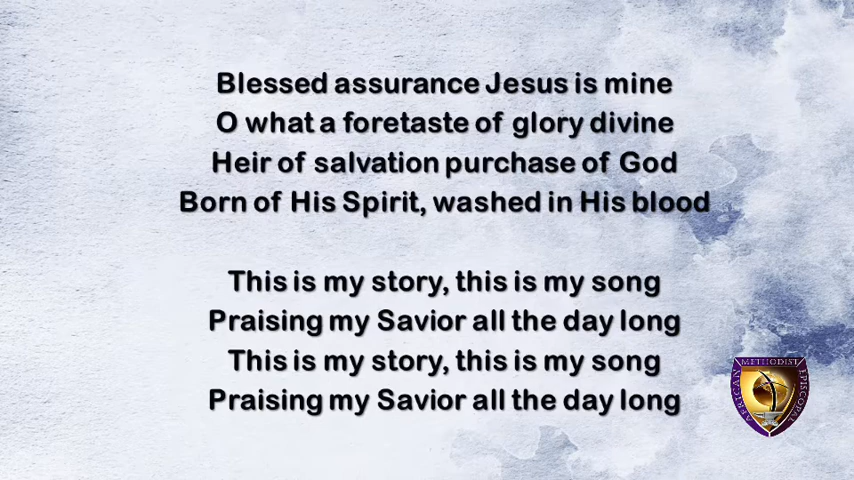 Blessed assurance Jesus is mine
O what a foretaste of glory divine
Heir of salvation purchase of God
Born of His Spirit, washed in His blood
This is my story, this is my song
Praising my Savior all the day long
This is my story, this is my song
Praising my Savior all the day long
AFRICAN METHODIST EPISCOPAL